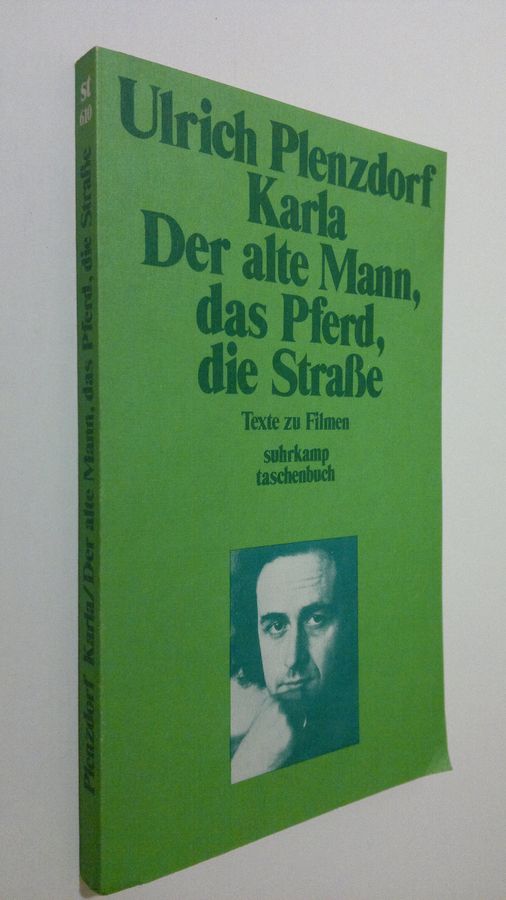 Ulrich Plenzdorf
Karla
Der alte Mann,
das Pferd,
die Straße
Texte zu Filmen
suhrkamp
taschenbuch
st
610
Plenzdorf Karla/Der alte Mann, das Pferd, die Straße